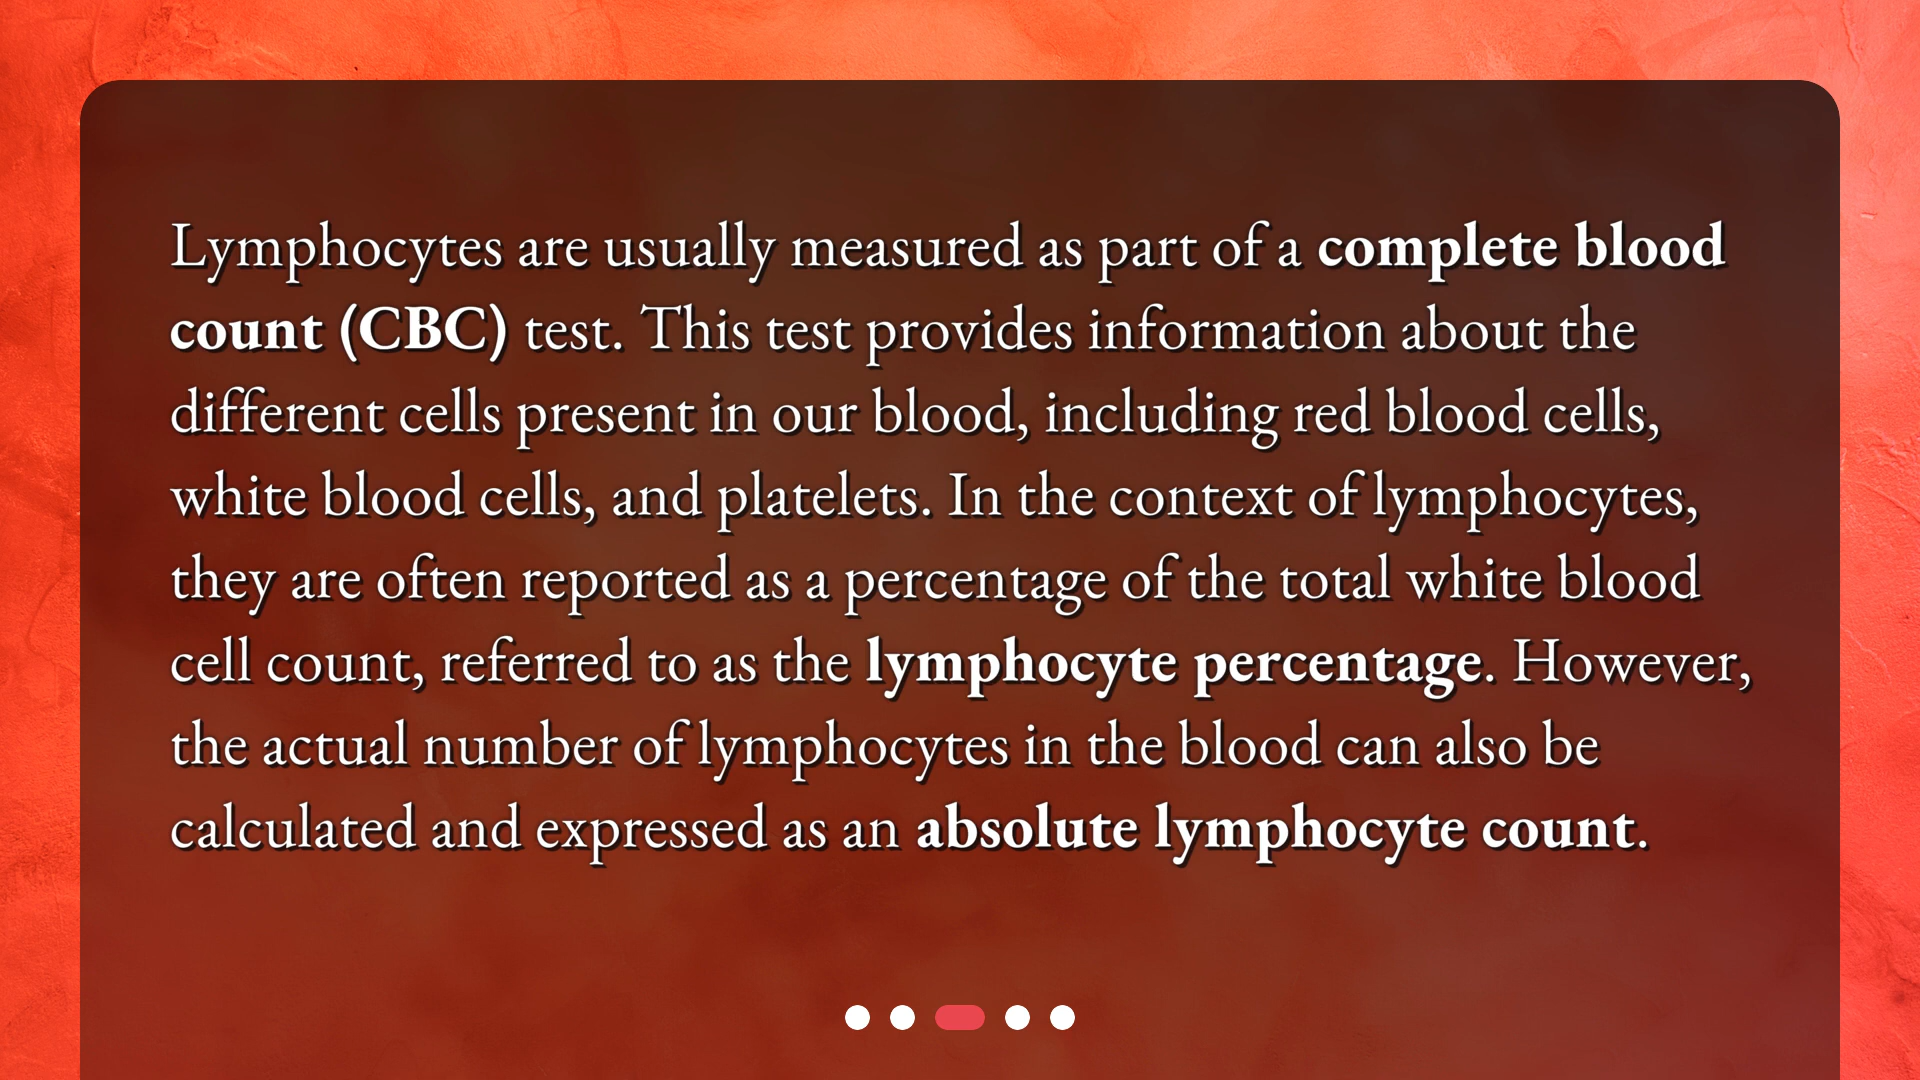 Lymphocytes are usually measured as part of a complete blood
count (CBC) test. This test provides information about the
different cells present in our blood, including red blood cells,
white blood cells, and platelets. In the context of lymphocytes,
they are often reported as a percentage of the total white blood
cell count, referred to as the lymphocyte percentage. However,
the actual number of lymphocytes in the blood can also be
calculated and expressed as an absolute lymphocyte count.